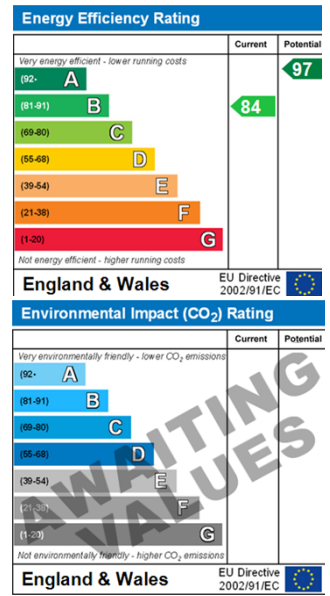 Energy Efficiency Rating
Current Potential
Very energy efficient - lower running costs
(92- A
97
(81-91) B
84
(69-80) C
(55-68) D
(39-54) E
(21-38) F
(1-20) G
Not energy efficient - higher running costs
England & Wales
EU Directive
2002/91/EC
Environmental Impact (CO2) Rating
Current Potential
Very environmentally friendly - lower CO2 emissions
(92- A
(81-91) B
(69-80) C
(55-68) D
(39-54) E
(21-38) F
(1-20) G
AWAITING
VALUES
Not environmentally friendly - higher CO2 emissions
England & Wales
EU Directive
2002/91/EC